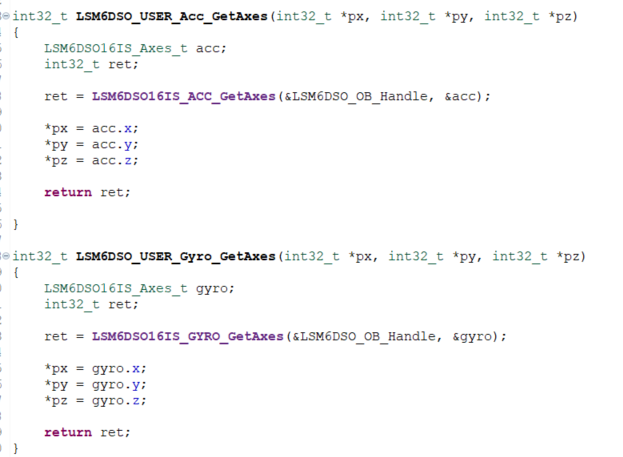 int32_t LSM6DSO_USER_Acc_GetAxes(int32_t *px, int32_t *py, int32_t *pz)
{
    LSM6DSO16IS_Axes_t acc;
    int32_t ret;

    ret = LSM6DSO16IS_ACC_GetAxes(&LSM6DSO_OB_Handle, &acc);

    *px = acc.x;
    *py = acc.y;
    *pz = acc.z;

    return ret;

}

int32_t LSM6DSO_USER_Gyro_GetAxes(int32_t *px, int32_t *py, int32_t *pz)
{
    LSM6DSO16IS_Axes_t gyro;
    int32_t ret;

    ret = LSM6DSO16IS_GYRO_GetAxes(&LSM6DSO_OB_Handle, &gyro);

    *px = gyro.x;
    *py = gyro.y;
    *pz = gyro.z;

    return ret;
}